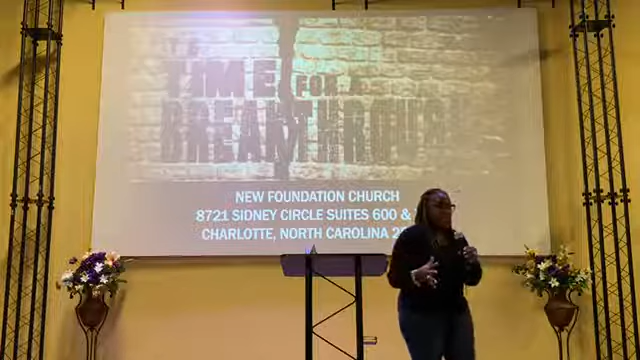 TIME FOR A
BREAKTHROUGH
NEW FOUNDATION CHURCH
8721 SIDNEY CIRCLE SUITES 600 &
CHARLOTTE, NORTH CAROLINA